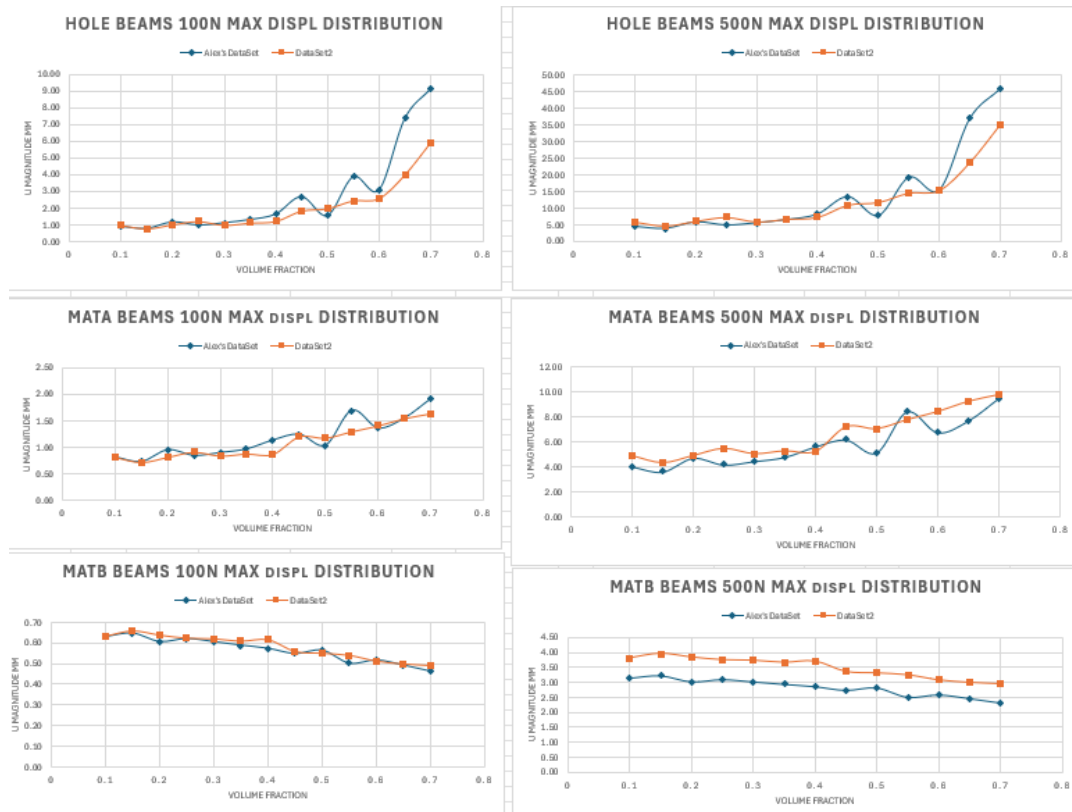 HOLE BEAMS 100N MAX DISPL DISTRIBUTION
Alex's DataSet DataSet2
10.00
9.00
8.00
7.00
6.00
5.00
4.00
3.00
2.00
1.00
0.00
U MAGNITUDE MM
0 0.1 0.2 0.3 0.4 0.5 0.6 0.7 0.8
VOLUME FRACTION
HOLE BEAMS 500N MAX DISPL DISTRIBUTION
Alex's DataSet DataSet2
50.00
45.00
40.00
35.00
30.00
25.00
20.00
15.00
10.00
5.00
0.00
U MAGNITUDE MM
0 0.1 0.2 0.3 0.4 0.5 0.6 0.7 0.8
VOLUME FRACTION
MATA BEAMS 100N MAX DISPL DISTRIBUTION
Alex's DataSet DataSet2
2.50
2.00
1.50
1.00
0.50
0.00
U MAGNITUDE MM
0 0.1 0.2 0.3 0.4 0.5 0.6 0.7 0.8
VOLUME FRACTION
MATA BEAMS 500N MAX DISPL DISTRIBUTION
Alex's DataSet DataSet2
12.00
10.00
8.00
6.00
4.00
2.00
0.00
U MAGNITUDE MM
0 0.1 0.2 0.3 0.4 0.5 0.6 0.7 0.8
VOLUME FRACTION
MATB BEAMS 100N MAX DISPL DISTRIBUTION
Alex's DataSet DataSet2
0.70
0.60
0.50
0.40
0.30
0.20
0.10
0.00
U MAGNITUDE MM
0 0.1 0.2 0.3 0.4 0.5 0.6 0.7 0.8
VOLUME FRACTION
MATB BEAMS 500N MAX DISPL DISTRIBUTION
Alex's DataSet DataSet2
4.50
4.00
3.50
3.00
2.50
2.00
1.50
1.00
0.50
0.00
U MAGNITUDE MM
0 0.1 0.2 0.3 0.4 0.5 0.6 0.7 0.8
VOLUME FRACTION